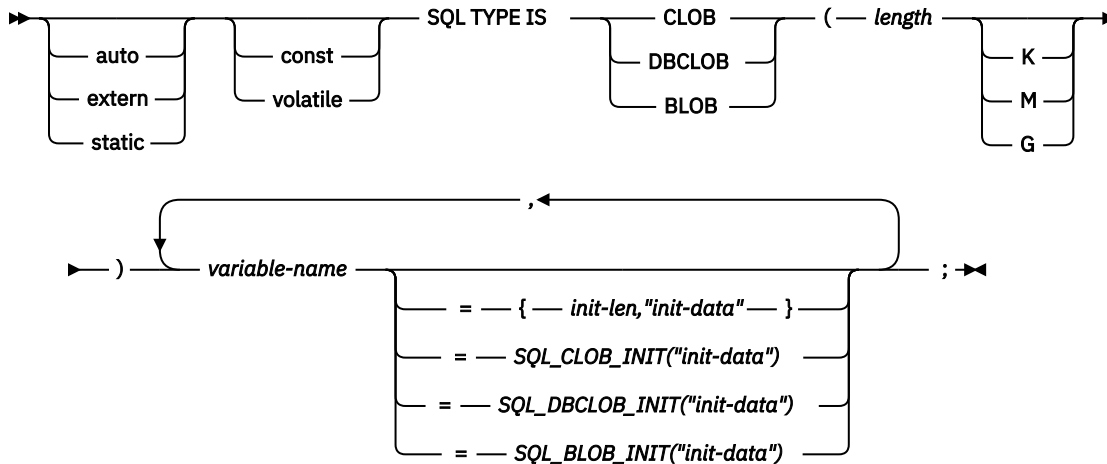 SQL TYPE IS CLOB ( length
auto const DBCLOB K
extern volatile BLOB M
static G
,
) variable-name ;
= { init-len,"init-data" }
= SQL_CLOB_INIT("init-data")
= SQL_DBCLOB_INIT("init-data")
= SQL_BLOB_INIT("init-data")